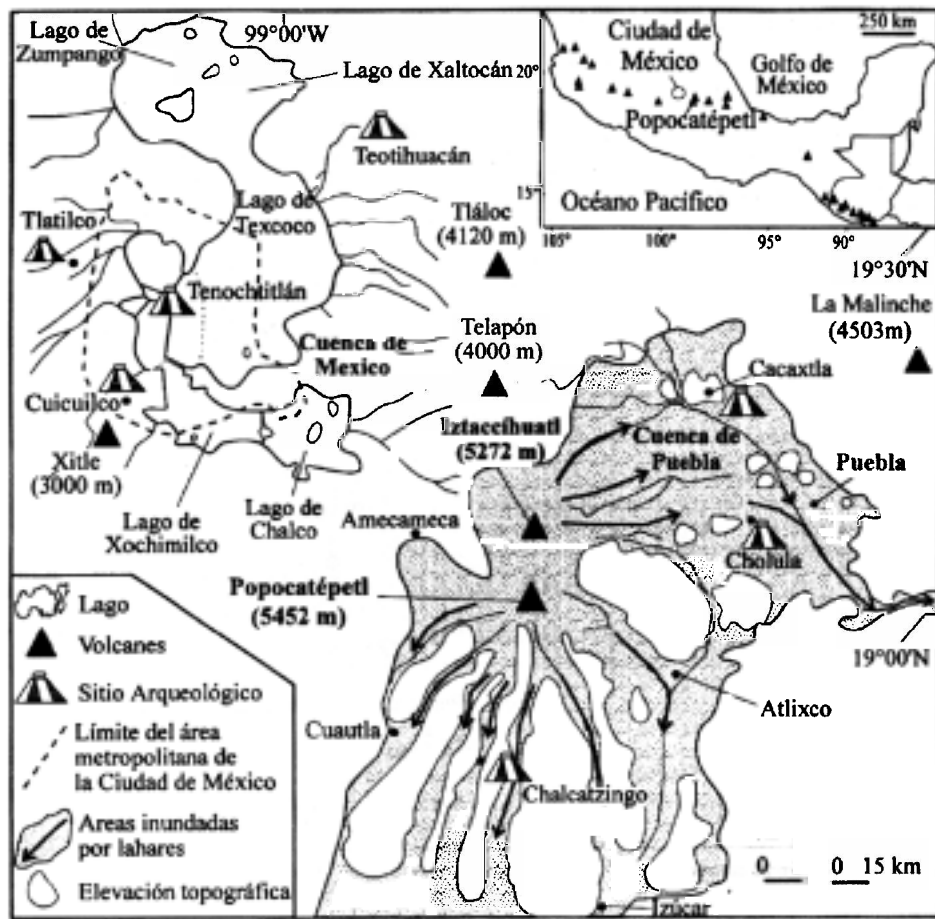 Lago de
Zumpango
99°00'W
Lago de Xaltocán 20°
Teotihuacán
Lago de
Texcoco
Tlatilco
Tláloc
(4120 m)
Tenochtitlán
Telapón
(4000 m)
Cuenca de
Mexico
Cuicuilco
Xitle
(3000 m)
Lago de
Xochimilco
Lago de
Chalco
Iztaccíhuatl
(5272 m)
Amecameca
Popocatépetl
(5452 m)
250 km
Ciudad de
México
Golfo de
México
Popocatépetl
Océano Pacífico
15°
105°
100°
95°
90°
19°30'N
La Malinche
(4503m)
Cacaxtla
Cuenca de
Puebla
Puebla
Cholula
19°00'N
Atlixco
Cuautla
Chalcatzingo
Izúcar
0
0 15 km
Lago
Volcanes
Sitio Arqueológico
Límite del área
metropolitana de
la Ciudad de México
Areas inundadas
por lahares
Elevación topográfica